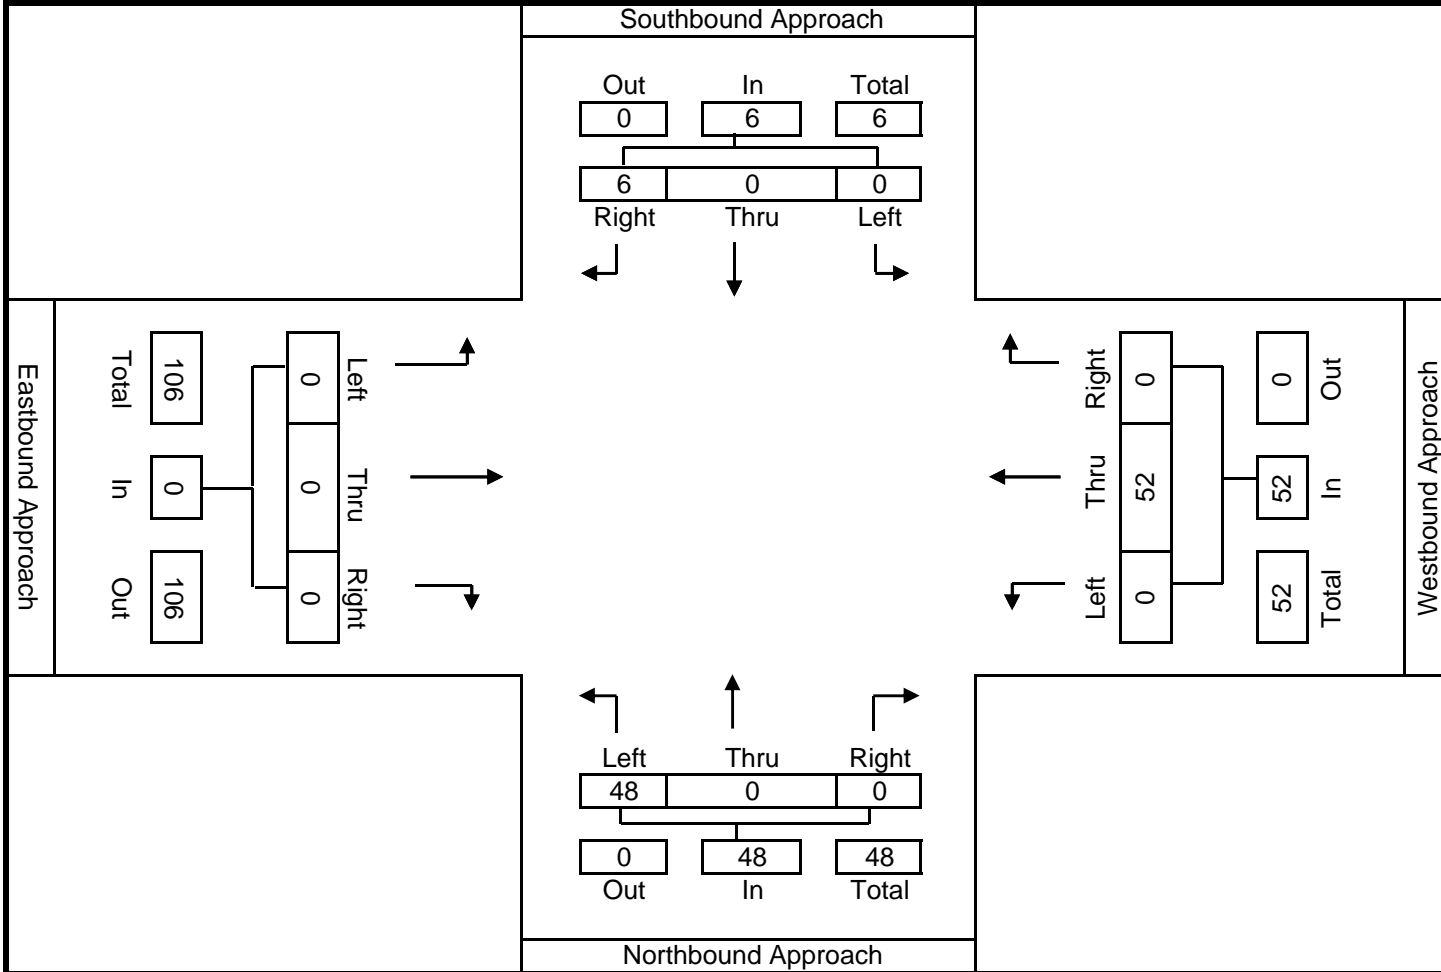 Southbound Approach
Out In Total
0 6 6
6 0 0
Right Thru Left
Eastbound Approach
Total In Out
106 0 106
0 0 0
Left Thru Right
Right Thru Left
0 52 0
0 52 52
Out In Total
Westbound Approach
Left Thru Right
48 0 0
0 48 48
Out In Total
Northbound Approach